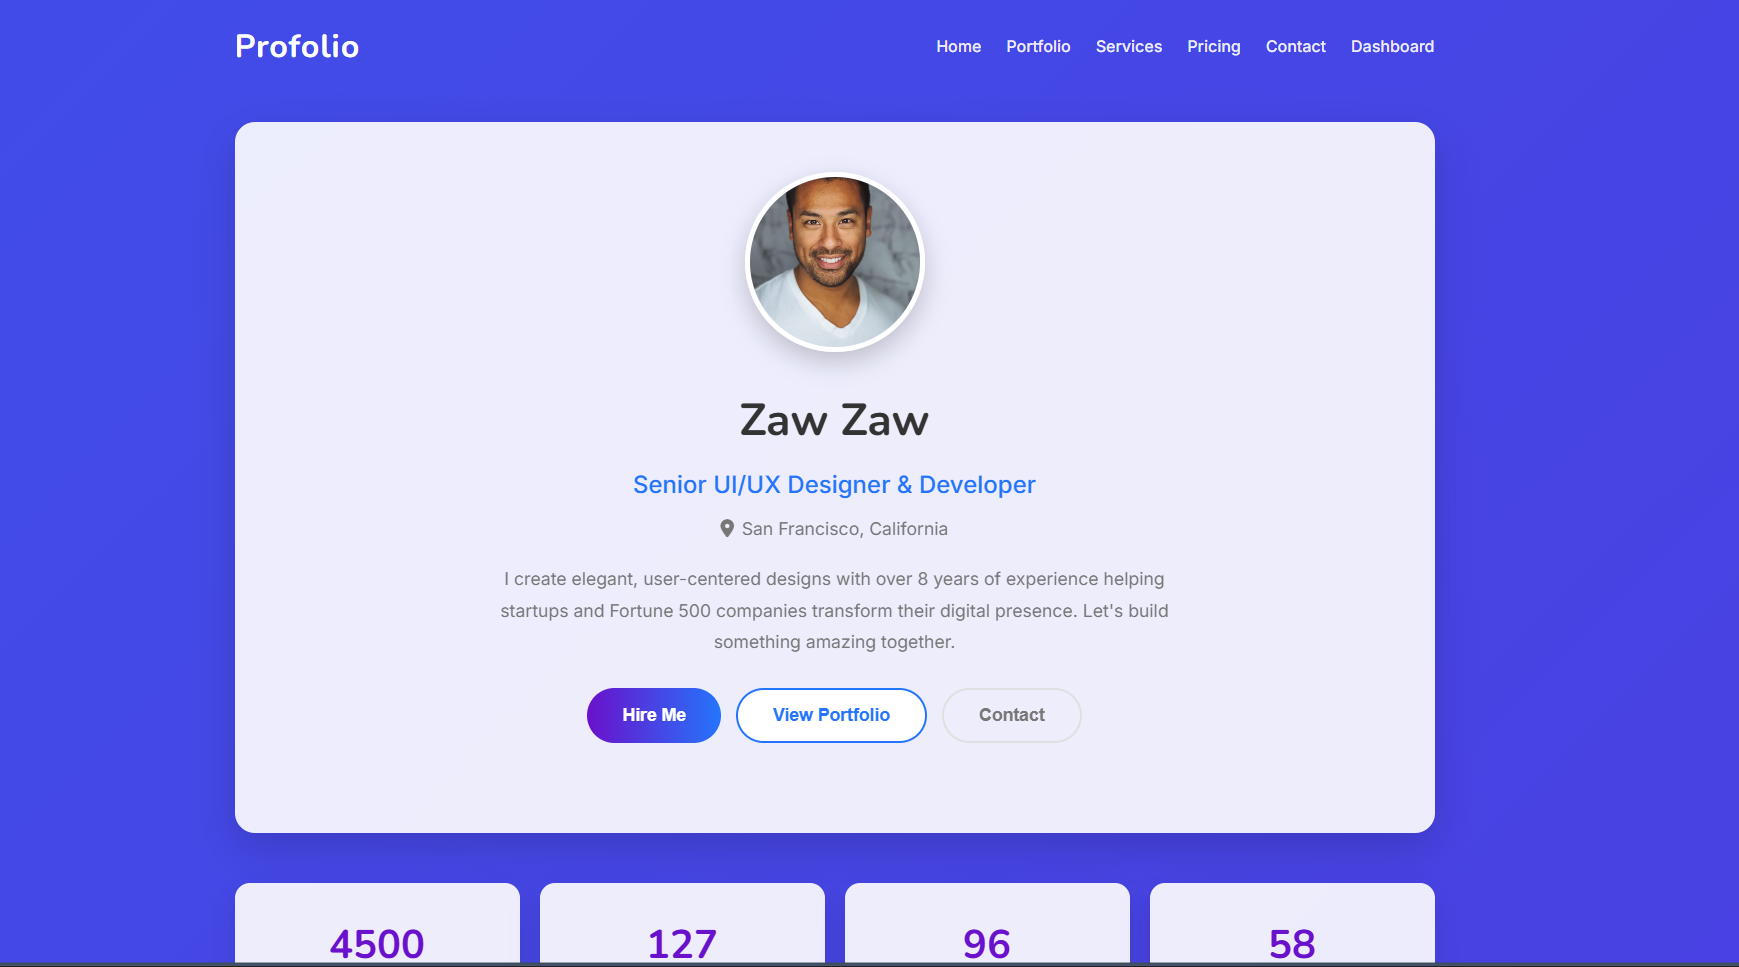 Profolio
Home Portfolio Services Pricing Contact Dashboard
Zaw Zaw
Senior UI/UX Designer & Developer
San Francisco, California
I create elegant, user-centered designs with over 8 years of experience helping
startups and Fortune 500 companies transform their digital presence. Let's build
something amazing together.
Hire Me View Portfolio Contact
4500 127 96 58